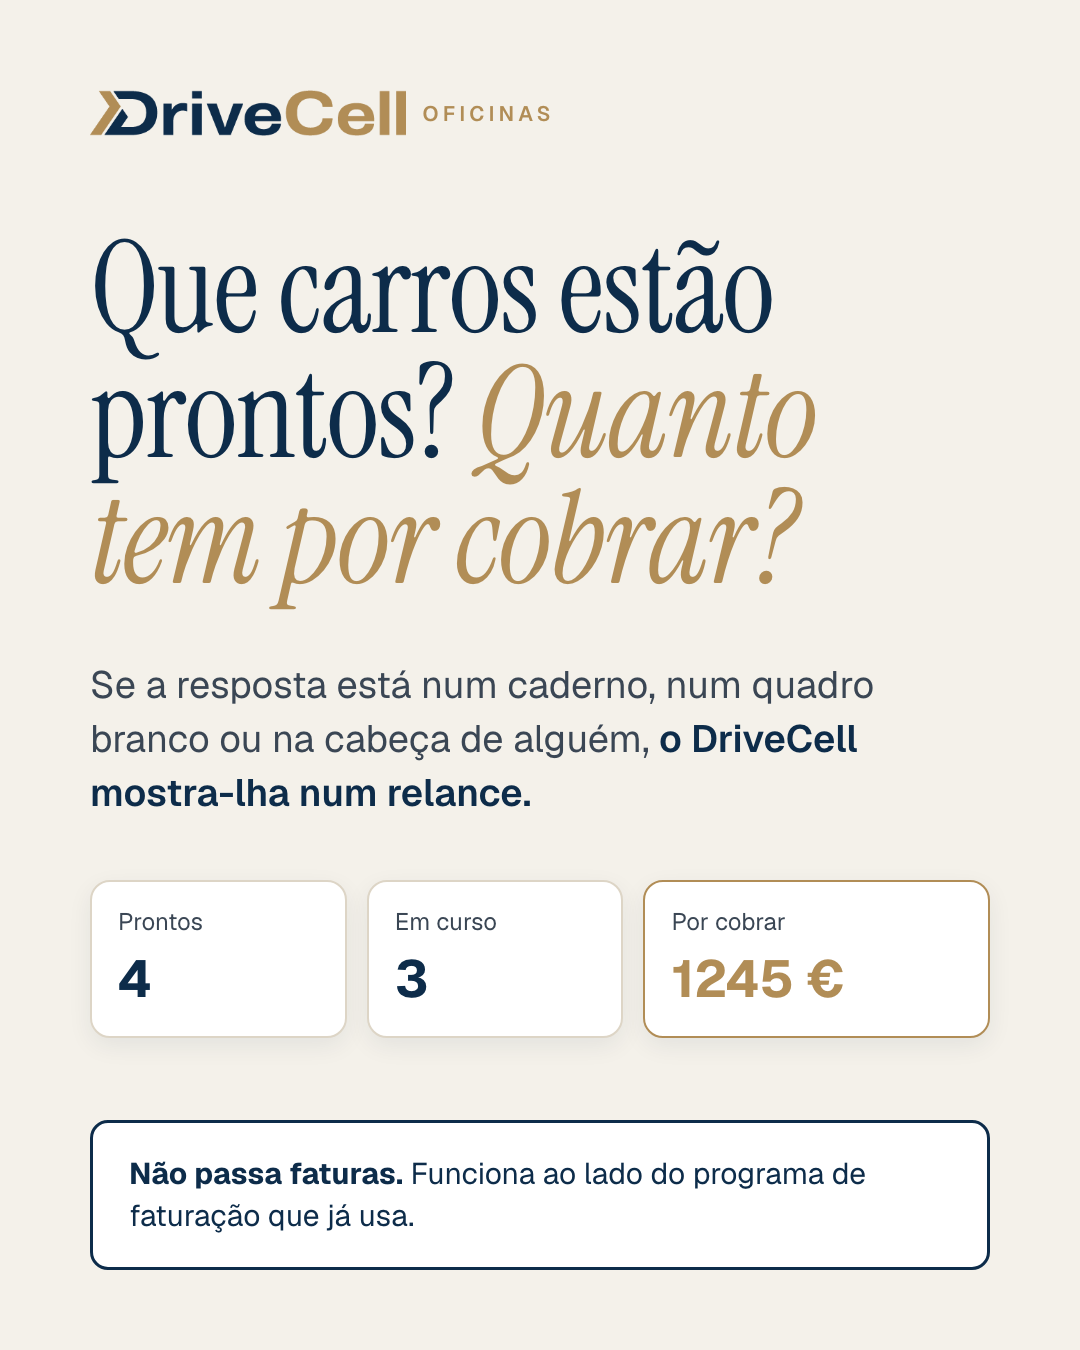 DriveCell OFICINAS
Que carros estão
prontos? Quanto
tem por cobrar?
Se a resposta está num caderno, num quadro
branco ou na cabeça de alguém, o DriveCell
mostra-lha num relance.
Prontos
4
Em curso
3
Por cobrar
1245 €
Não passa faturas. Funciona ao lado do programa de
faturação que já usa.